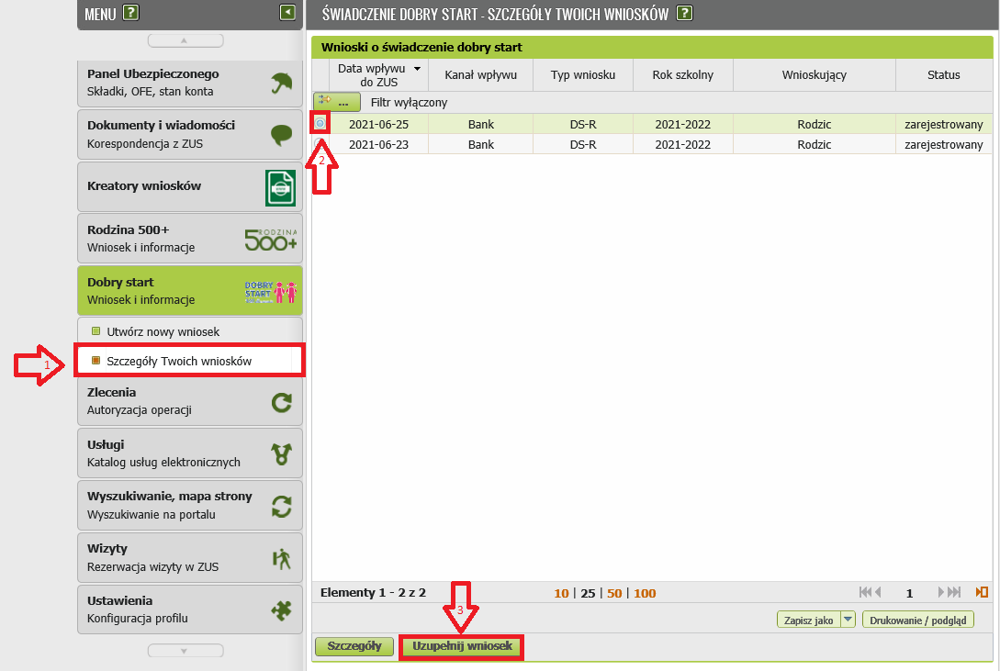 MENU ?
ŚWIADCZENIE DOBRY START - SZCZEGÓŁY TWOICH WNIOSKÓW ?
Panel Ubezpieczonego
Składki, OFE, stan konta
Dokumenty i wiadomości
Korespondencja z ZUS
Kreatory wniosków
Rodzina 500+
Wniosek i informacje
RODZINA
500+
Dobry start
Wniosek i informacje
DOBRY
START
Utwórz nowy wniosek
1
Szczegóły Twoich wniosków
Zlecenia
Autoryzacja operacji
Usługi
Katalog usług elektronicznych
Wyszukiwanie, mapa strony
Wyszukiwanie na portalu
Wizyty
Rezerwacja wizyty w ZUS
Ustawienia
Konfiguracja profilu
Wnioski o świadczenie dobry start
Data wpływu do ZUS Kanał wpływu Typ wniosku Rok szkolny Wnioskujący Status
... Filtr wyłączony
2021-06-25 Bank DS-R 2021-2022 Rodzic zarejestrowany
2021-06-23 Bank DS-R 2021-2022 Rodzic zarejestrowany
2
Elementy 1 - 2 z 2 10 | 25 | 50 | 100 1
3
Zapisz jako Drukowanie / podgląd
Szczegóły Uzupełnij wniosek